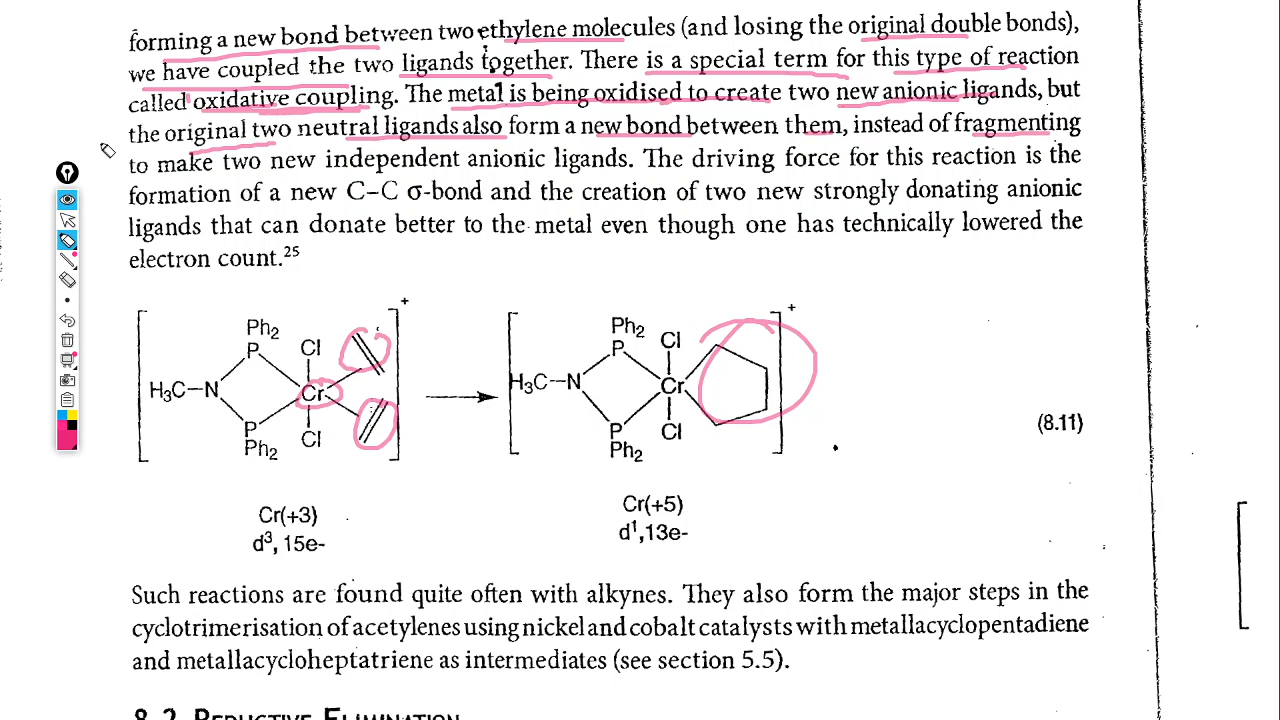 forming a new bond between two ethylene molecules (and losing the original double bonds),
we have coupled the two ligands together. There is a special term for this type of reaction
called oxidative coupling. The metal is being oxidised to create two new anionic ligands, but
the original two neutral ligands also form a new bond between them, instead of fragmenting
to make two new independent anionic ligands. The driving force for this reaction is the
formation of a new C–C σ-bond and the creation of two new strongly donating anionic
ligands that can donate better to the metal even though one has technically lowered the
electron count.²⁵
+ +
Ph₂ Ph₂
P Cl P Cl
H₃C–N Cr H₃C–N Cr
P Cl P Cl
Ph₂ Ph₂
(8.11)
Cr(+3) Cr(+5)
d³, 15e- d¹,13e-
Such reactions are found quite often with alkynes. They also form the major steps in the
cyclotrimerisation of acetylenes using nickel and cobalt catalysts with metallacyclopentadiene
and metallacycloheptatriene as intermediates (see section 5.5).
8.2 REDUCTIVE ELIMINATION